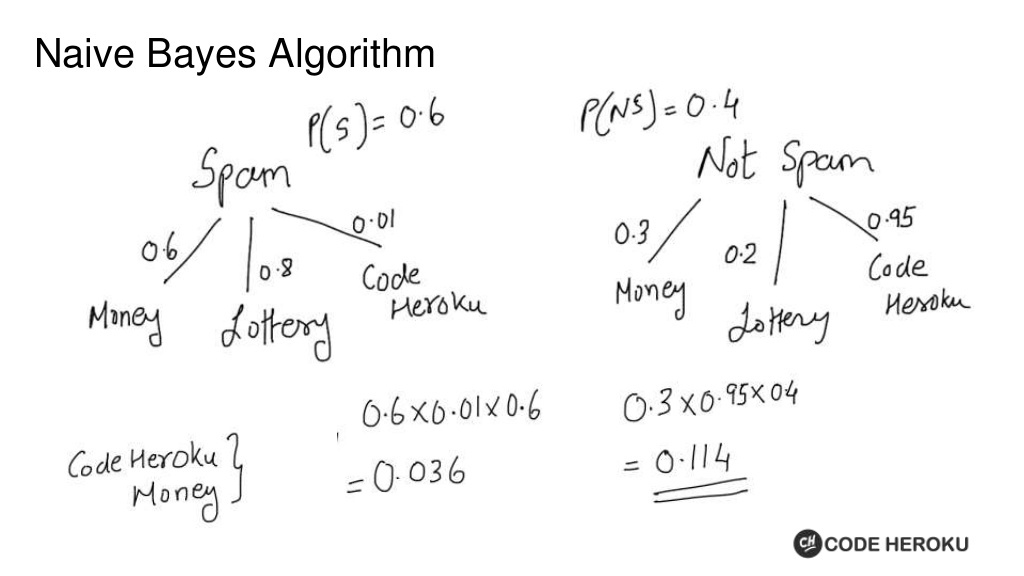 Naive Bayes Algorithm
P(S) = 0.6
Spam
0.6
0.8
0.01
Money
Lottery
Code
Heroku
P(NS) = 0.4
Not Spam
0.3
0.2
0.95
Money
Lottery
Code
Heroku
Code Heroku
Money }
0.6 × 0.01 × 0.6
= 0.036
0.3 × 0.95 × 04
= 0.114
CH CODE HEROKU